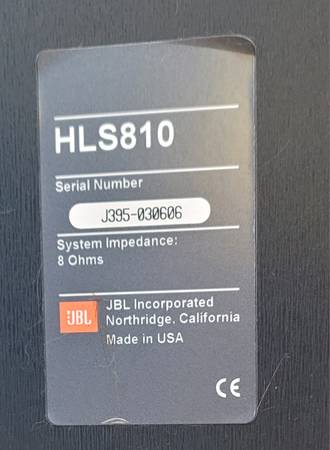 HLS810
Serial Number
J395-030606
System Impedance:
8 Ohms
JBL
JBL Incorporated
Northridge, California
Made in USA
CE